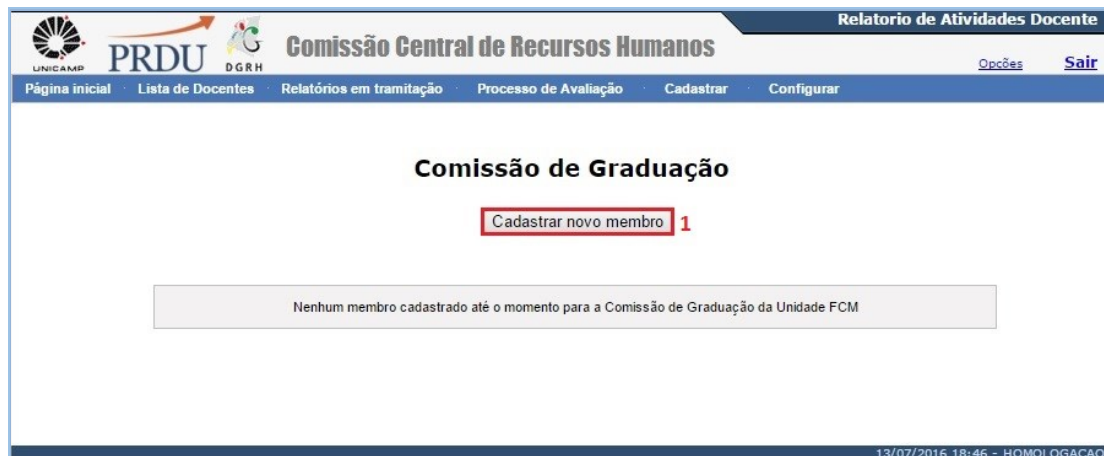 Relatorio de Atividades Docente
UNICAMP PRDU DGRH Comissão Central de Recursos Humanos
Opcões Sair
Página inicial · Lista de Docentes · Relatórios em tramitação · Processo de Avaliação · Cadastrar · Configurar
Comissão de Graduação
Cadastrar novo membro 1
Nenhum membro cadastrado até o momento para a Comissão de Graduação da Unidade FCM
13/07/2016 18:46 - HOMOLOGACAO